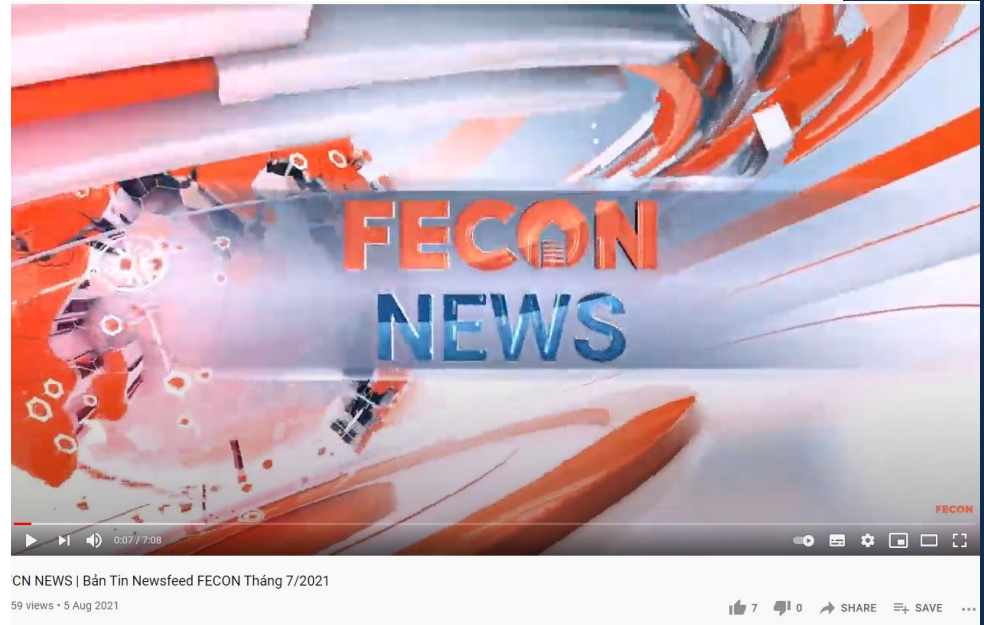 FECON
NEWS
FECON
0:07 / 7:08
CN NEWS | Bản Tin Newsfeed FECON Tháng 7/2021
59 views • 5 Aug 2021
7
0
SHARE
SAVE